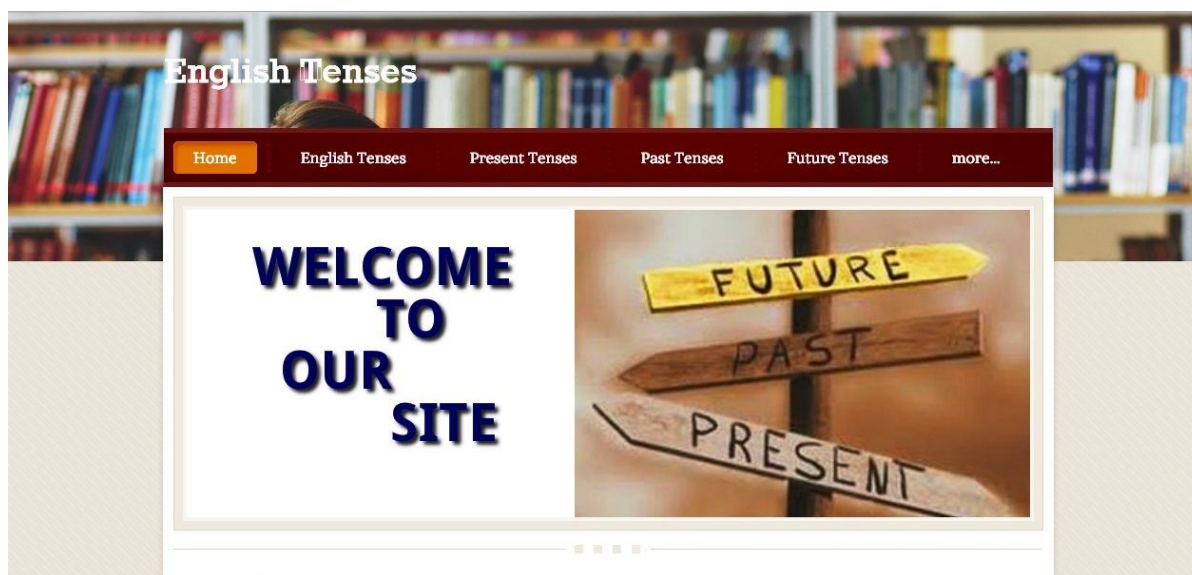 English Tenses
Home English Tenses Present Tenses Past Tenses Future Tenses more...
WELCOME
TO
OUR
SITE
FUTURE
PAST
PRESENT